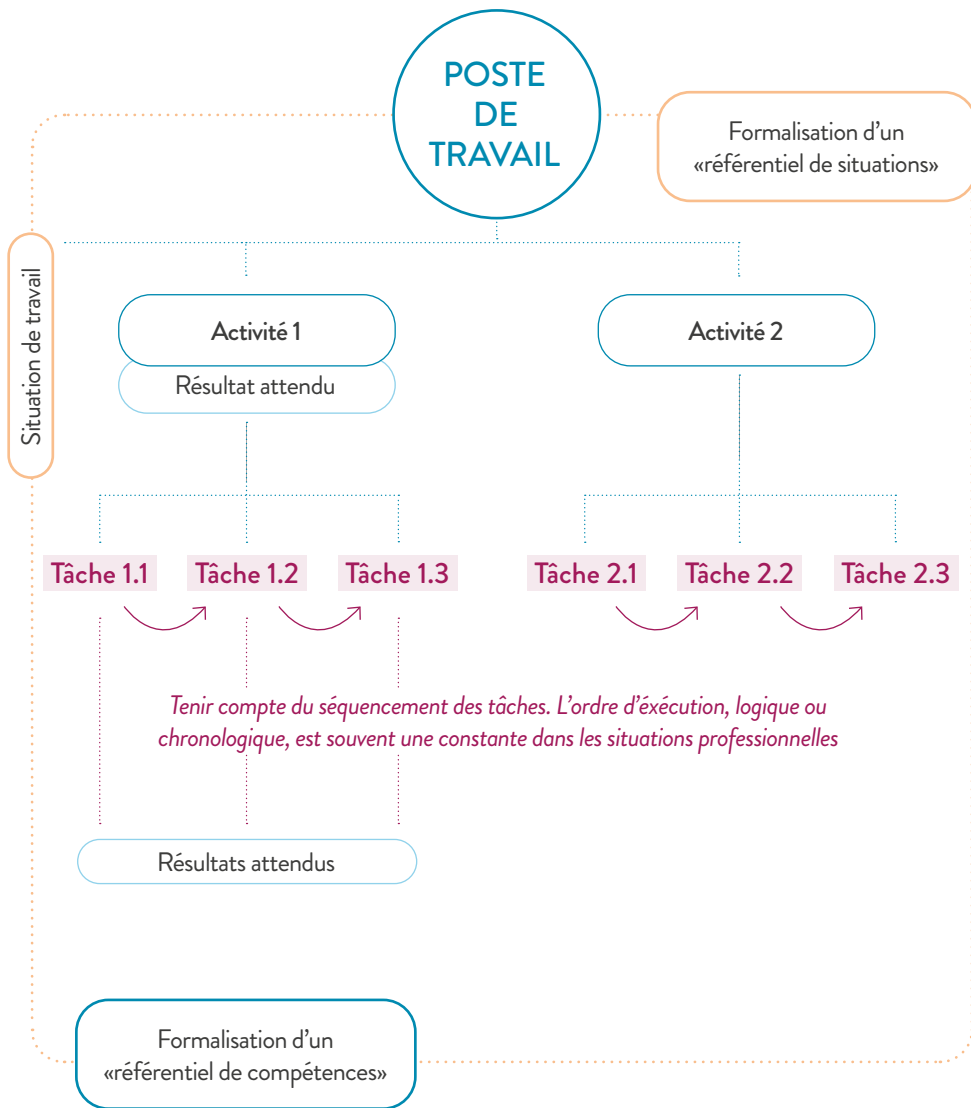 POSTE
DE
TRAVAIL
Formalisation d'un
«référentiel de situations»
Situation de travail
Activité 1
Activité 2
Résultat attendu
Tâche 1.1
Tâche 1.2
Tâche 1.3
Tâche 2.1
Tâche 2.2
Tâche 2.3
Tenir compte du séquencement des tâches. L'ordre d'éxécution, logique ou
chronologique, est souvent une constante dans les situations professionnelles
Résultats attendus
Formalisation d'un
«référentiel de compétences»